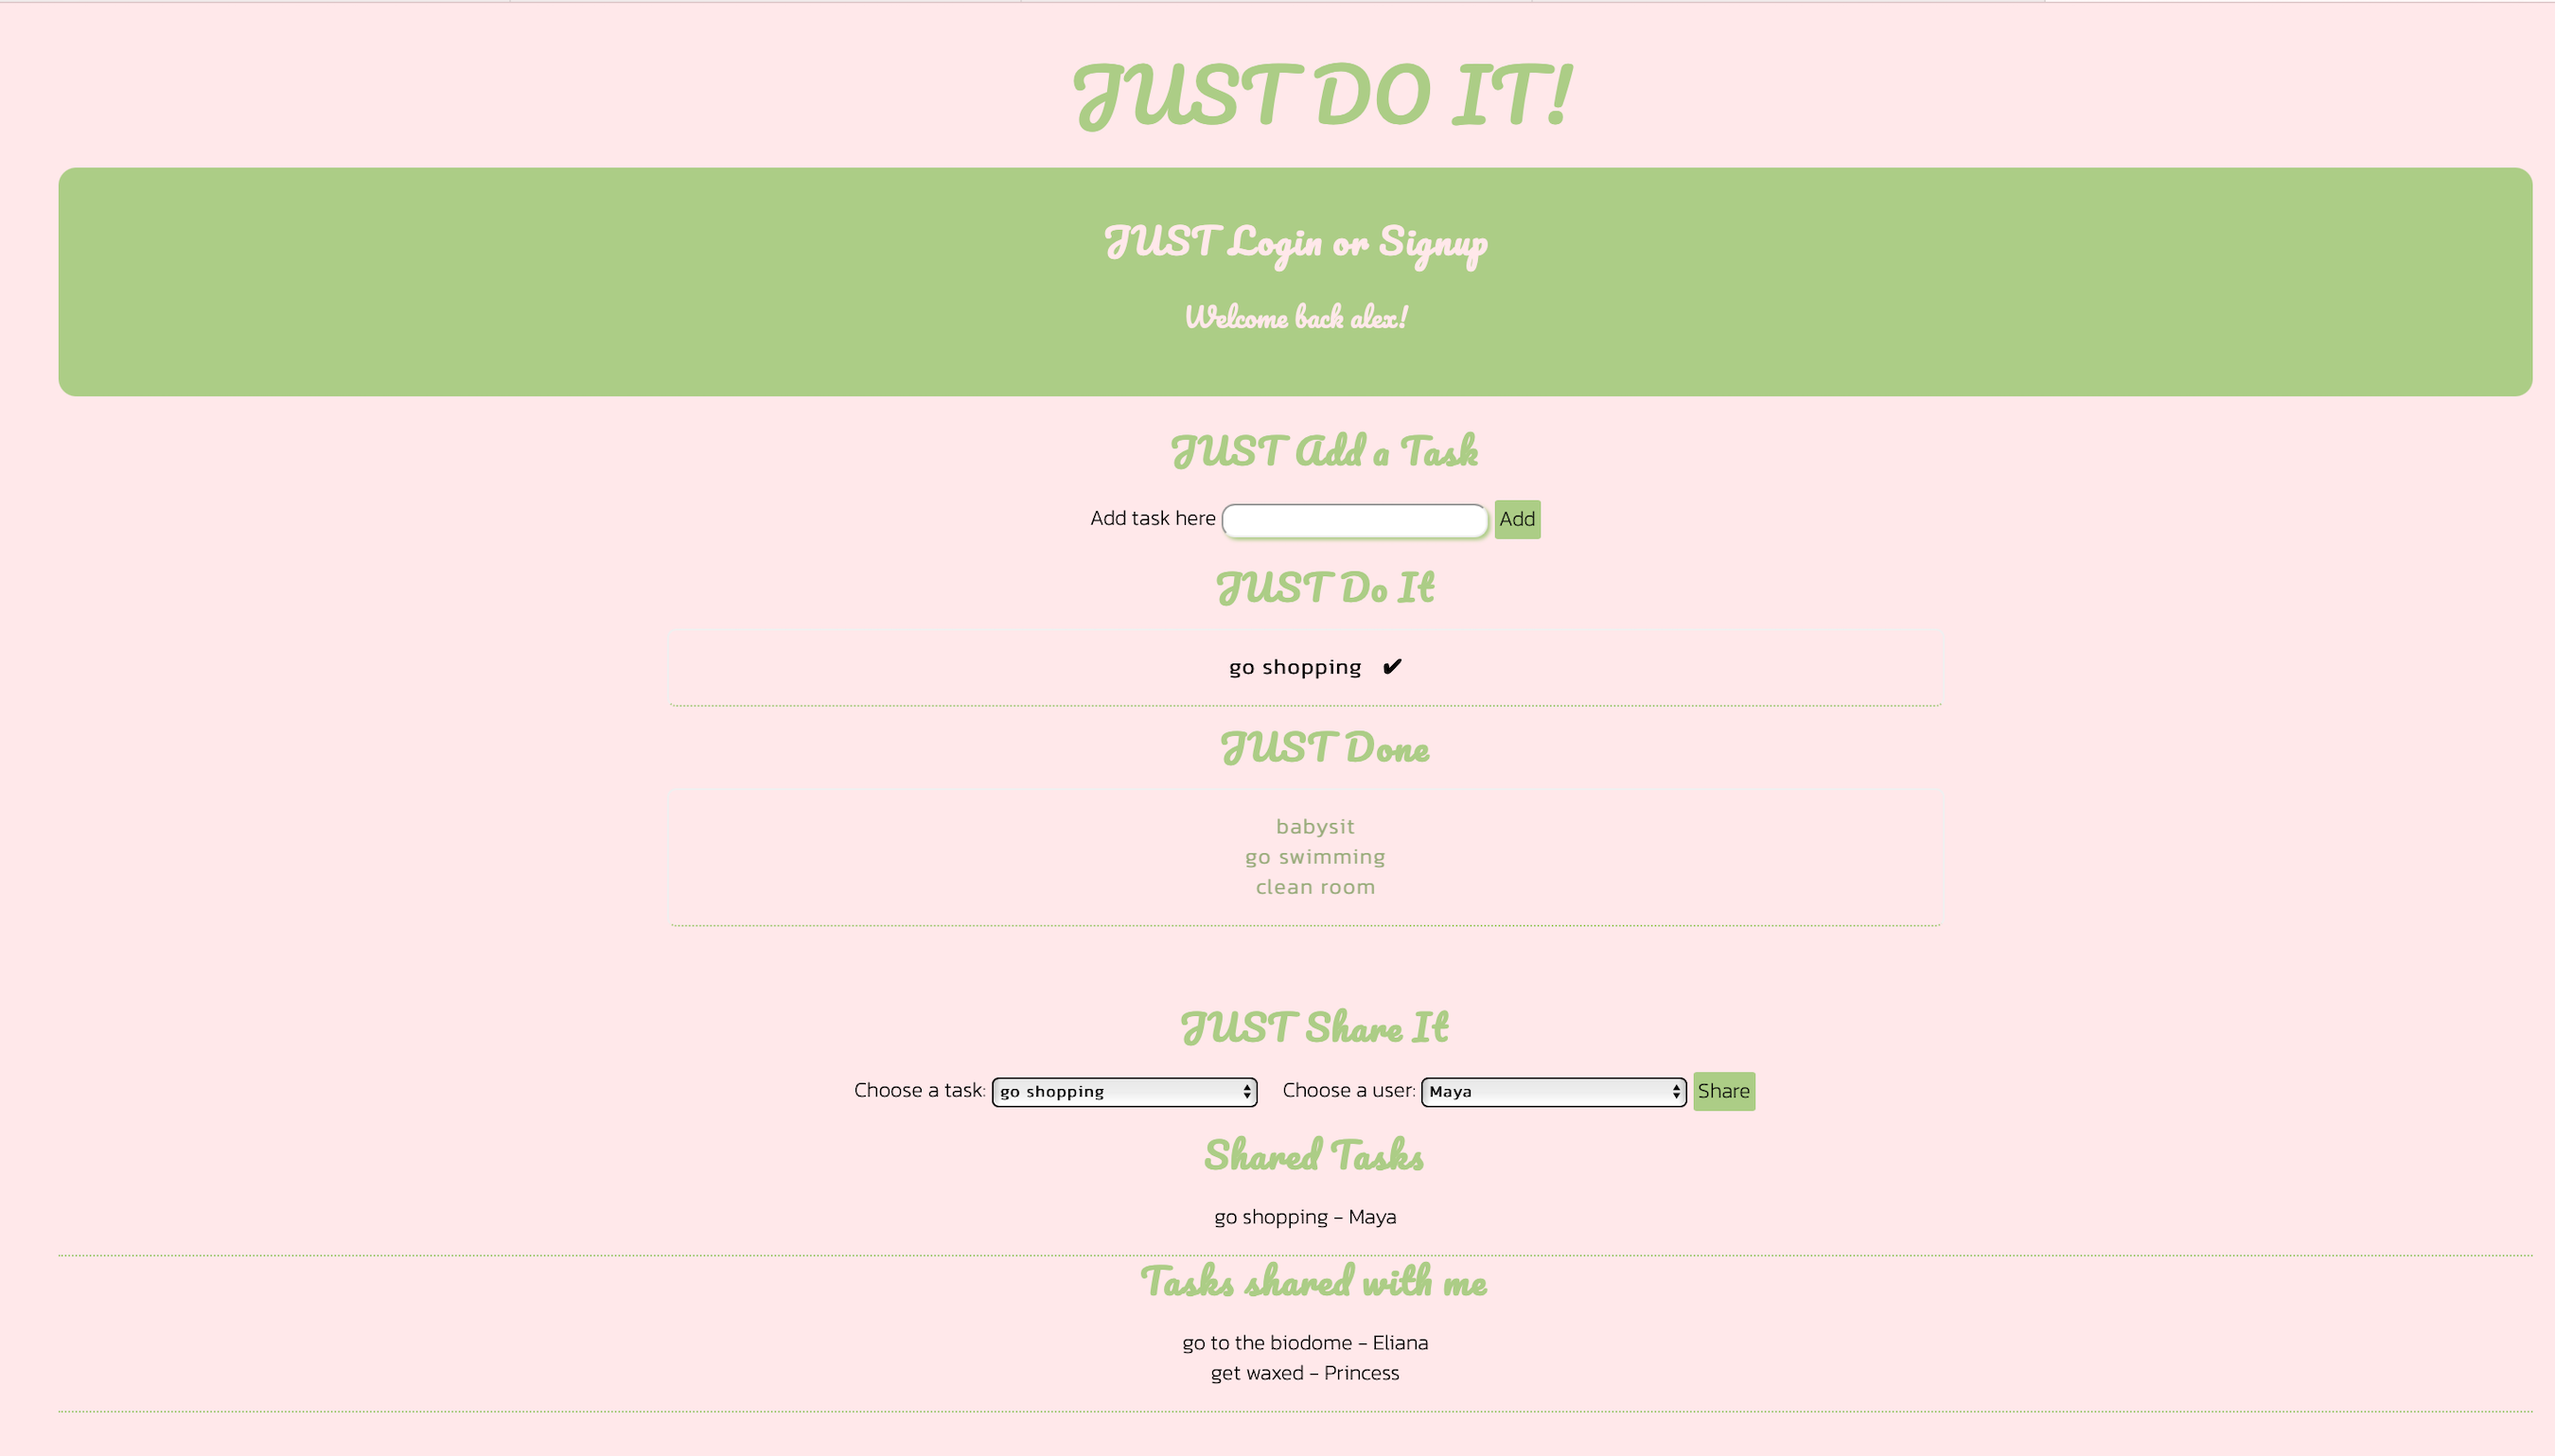 JUST DO IT!
JUST Login or Signup
Welcome back alex!
JUST Add a Task
Add task here Add
JUST Do It
go shopping ✔
JUST Done
babysit
go swimming
clean room
JUST Share It
Choose a task: go shopping Choose a user: Maya Share
Shared Tasks
go shopping - Maya
Tasks shared with me
go to the biodome - Eliana
get waxed - Princess